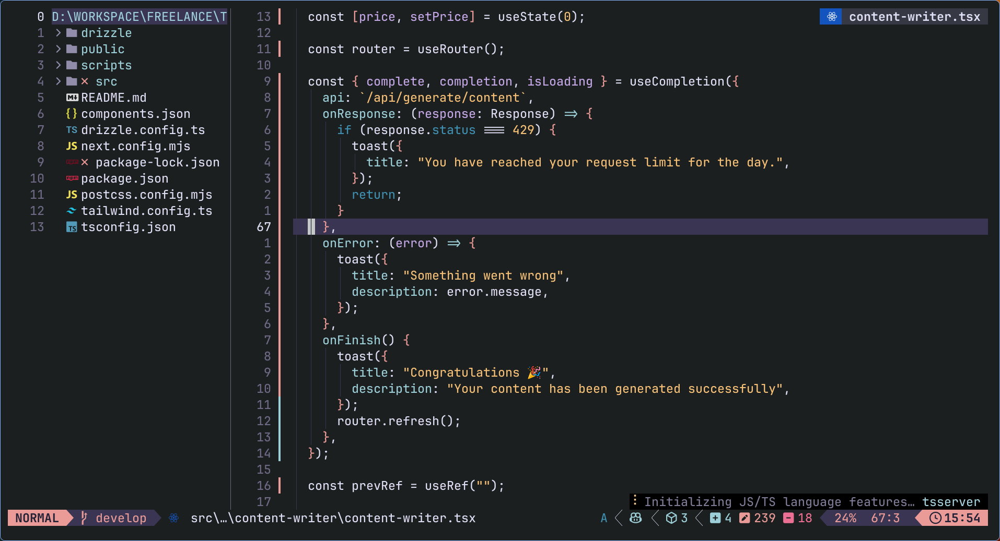 0 D:\WORKSPACE\FREELANCE\T
1 > drizzle
2 > public
3 > scripts
4 > × src
5 README.md
6 {} components.json
7 TS drizzle.config.ts
8 JS next.config.mjs
9 × package-lock.json
10 package.json
11 JS postcss.config.mjs
12 tailwind.config.ts
13 TS tsconfig.json
content-writer.tsx
13 const [price, setPrice] = useState(0);
12
11 const router = useRouter();
10
9 const { complete, completion, isLoading } = useCompletion({
8 api: `/api/generate/content`,
7 onResponse: (response: Response) => {
6 if (response.status === 429) {
5 toast({
4 title: "You have reached your request limit for the day.",
3 });
2 return;
1 }
67 },
1 onError: (error) => {
2 toast({
3 title: "Something went wrong",
4 description: error.message,
5 });
6 },
7 onFinish() {
8 toast({
9 title: "Congratulations 🎉",
10 description: "Your content has been generated successfully",
11 });
12 router.refresh();
13 },
14 });
15
16 const prevRef = useRef("");
17
Initializing JS/TS language features… tsserver
NORMAL develop src\…\content-writer\content-writer.tsx A 3 4 239 18 24% 67:3 15:54